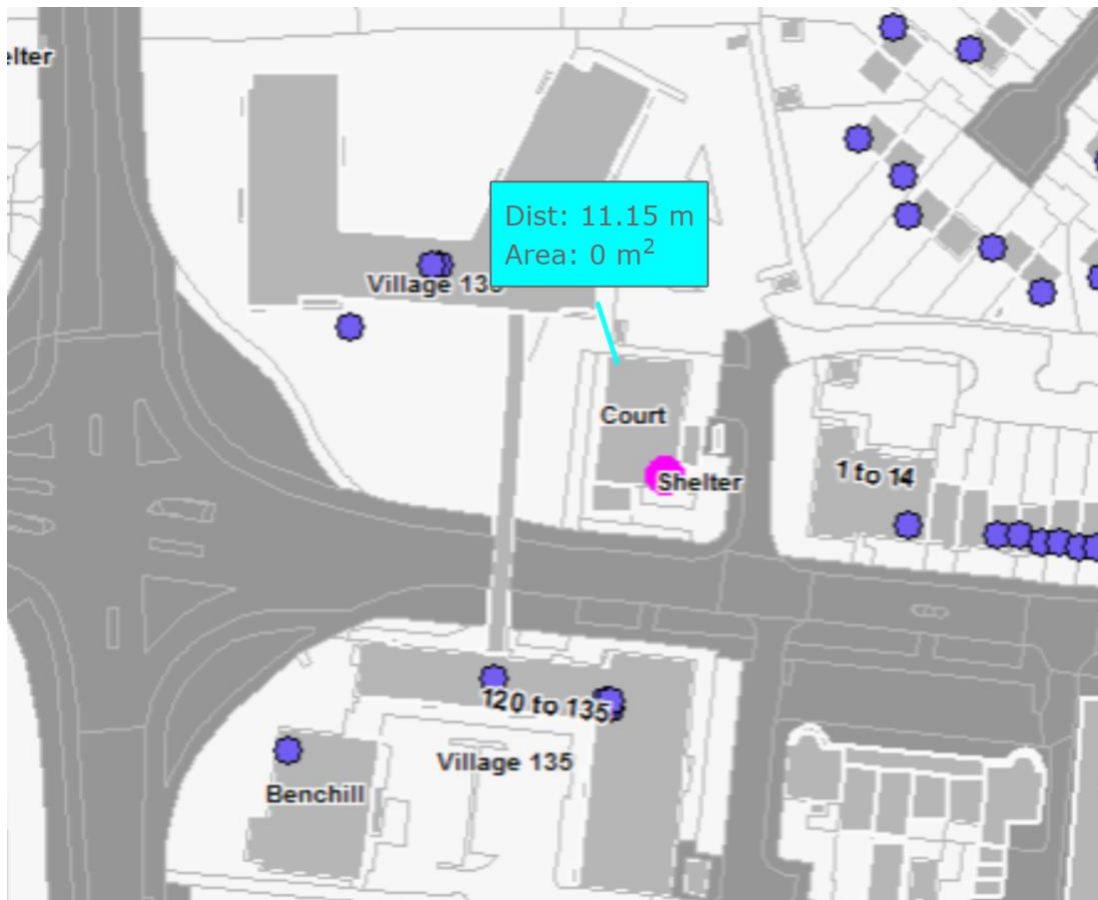 elter
Dist: 11.15 m
Area: 0 m²
Village 13
Court
Shelter
1 to 14
120 to 135
Village 135
Benchill